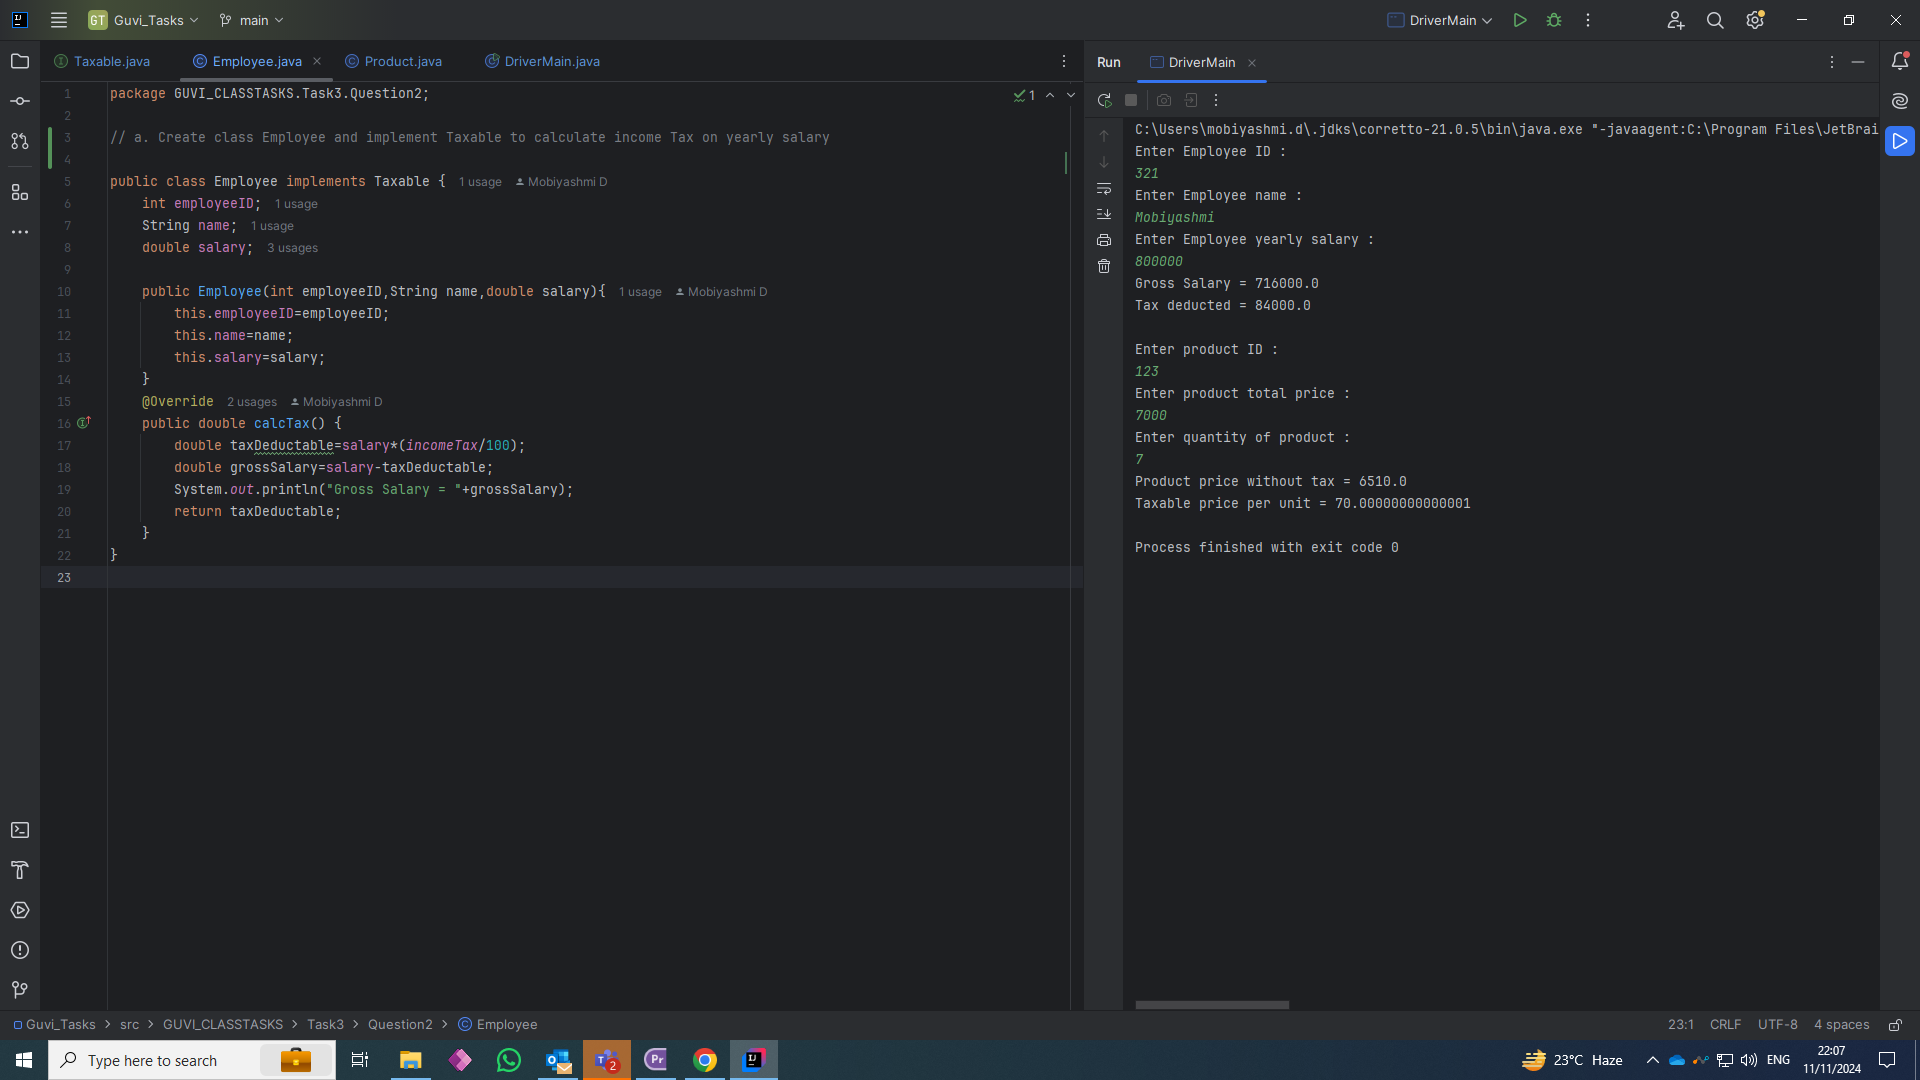 GT Guvi_Tasks main DriverMain
Taxable.java Employee.java Product.java DriverMain.java
1 package GUVI_CLASSTASKS.Task3.Question2; 1
2
3 // a. Create class Employee and implement Taxable to calculate income Tax on yearly salary
4
5 public class Employee implements Taxable { 1 usage Mobiyashmi D
6 int employeeID; 1 usage
7 String name; 1 usage
8 double salary; 3 usages
9
10 public Employee(int employeeID,String name,double salary){ 1 usage Mobiyashmi D
11 this.employeeID=employeeID;
12 this.name=name;
13 this.salary=salary;
14 }
15 @Override 2 usages Mobiyashmi D
16 public double calcTax() {
17 double taxDeductable=salary*(incomeTax/100);
18 double grossSalary=salary-taxDeductable;
19 System.out.println("Gross Salary = "+grossSalary);
20 return taxDeductable;
21 }
22 }
23
Run DriverMain
C:\Users\mobiyashmi.d\.jdks\corretto-21.0.5\bin\java.exe "-javaagent:C:\Program Files\JetBrai
Enter Employee ID :
321
Enter Employee name :
Mobiyashmi
Enter Employee yearly salary :
800000
Gross Salary = 716000.0
Tax deducted = 84000.0
Enter product ID :
123
Enter product total price :
7000
Enter quantity of product :
7
Product price without tax = 6510.0
Taxable price per unit = 70.00000000000001
Process finished with exit code 0
Guvi_Tasks > src > GUVI_CLASSTASKS > Task3 > Question2 > Employee
23:1 CRLF UTF-8 4 spaces
Type here to search
2
Pr
23°C Haze
ENG
22:07
11/11/2024